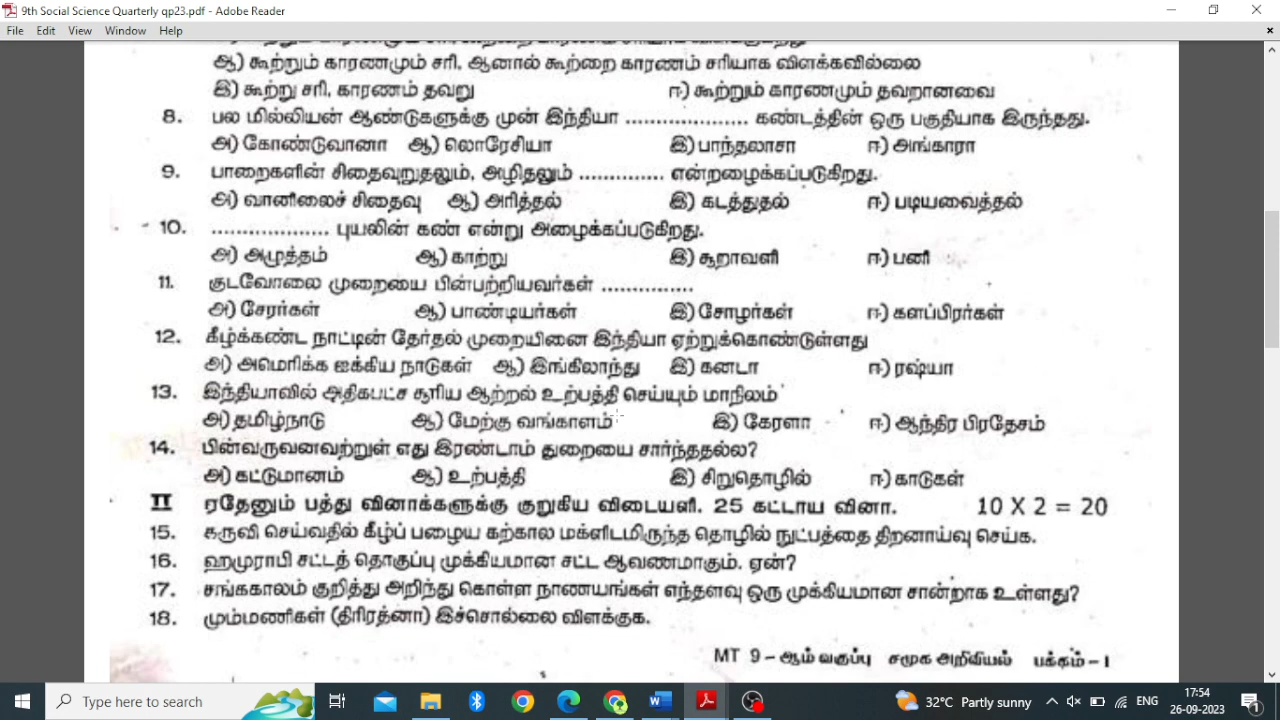 9th Social Science Quarterly qp23.pdf - Adobe Reader
File Edit View Window Help
ஆ) கூற்றும் காரணமும் சரி, ஆனால் கூற்றை காரணம் சரியாக விளக்கவில்லை
இ) கூற்று சரி, காரணம் தவறு ஈ) கூற்றும் காரணமும் தவறானவை
8. பல மில்லியன் ஆண்டுகளுக்கு முன் இந்தியா .................... கண்டத்தின் ஒரு பகுதியாக இருந்தது.
அ) கோண்டுவானா ஆ) லொரேசியா இ) பாந்தலாசா ஈ) அங்காரா
9. பாறைகளின் சிதைவுறுதலும், அழிதலும் .............. என்றழைக்கப்படுகிறது.
அ) வானிலைச் சிதைவு ஆ) அரித்தல் இ) கடத்துதல் ஈ) படியவைத்தல்
10. ................... புயலின் கண் என்று அழைக்கப்படுகிறது.
அ) அழுத்தம் ஆ) காற்று இ) சூறாவளி ஈ) பனி
11. குடவோலை முறையை பின்பற்றியவர்கள் ...............
அ) சேரர்கள் ஆ) பாண்டியர்கள் இ) சோழர்கள் ஈ) களப்பிரர்கள்
12. கீழ்க்கண்ட நாட்டின் தேர்தல் முறையினை இந்தியா ஏற்றுக்கொண்டுள்ளது
அ) அமெரிக்க ஐக்கிய நாடுகள் ஆ) இங்கிலாந்து இ) கனடா ஈ) ரஷ்யா
13. இந்தியாவில் அதிகபட்ச சூரிய ஆற்றல் உற்பத்தி செய்யும் மாநிலம்
அ) தமிழ்நாடு ஆ) மேற்கு வங்காளம் இ) கேரளா ஈ) ஆந்திர பிரதேசம்
14. பின்வருவனவற்றுள் எது இரண்டாம் துறையை சார்ந்ததல்ல?
அ) கட்டுமானம் ஆ) உற்பத்தி இ) சிறுதொழில் ஈ) காடுகள்
II ஏதேனும் பத்து வினாக்களுக்கு குறுகிய விடையளி. 25 கட்டாய வினா. 10 X 2 = 20
15. கருவி செய்வதில் கீழ்ப் பழைய கற்கால மக்ளிடமிருந்த தொழில் நுட்பத்தை திறனாய்வு செய்க.
16. ஹமுராபி சட்டத் தொகுப்பு முக்கியமான சட்ட ஆவணமாகும். ஏன்?
17. சங்ககாலம் குறித்து அறிந்து கொள்ள நாணயங்கள் எந்தளவு ஒரு முக்கியமான சான்றாக உள்ளது?
18. மும்மணிகள் (திரிரத்னா) இச்சொல்லை விளக்குக.
MT 9 - ஆம் வகுப்பு சமூக அறிவியல் பக்கம் - 1
Type here to search 32°C Partly sunny ENG 17:54
26-09-2023